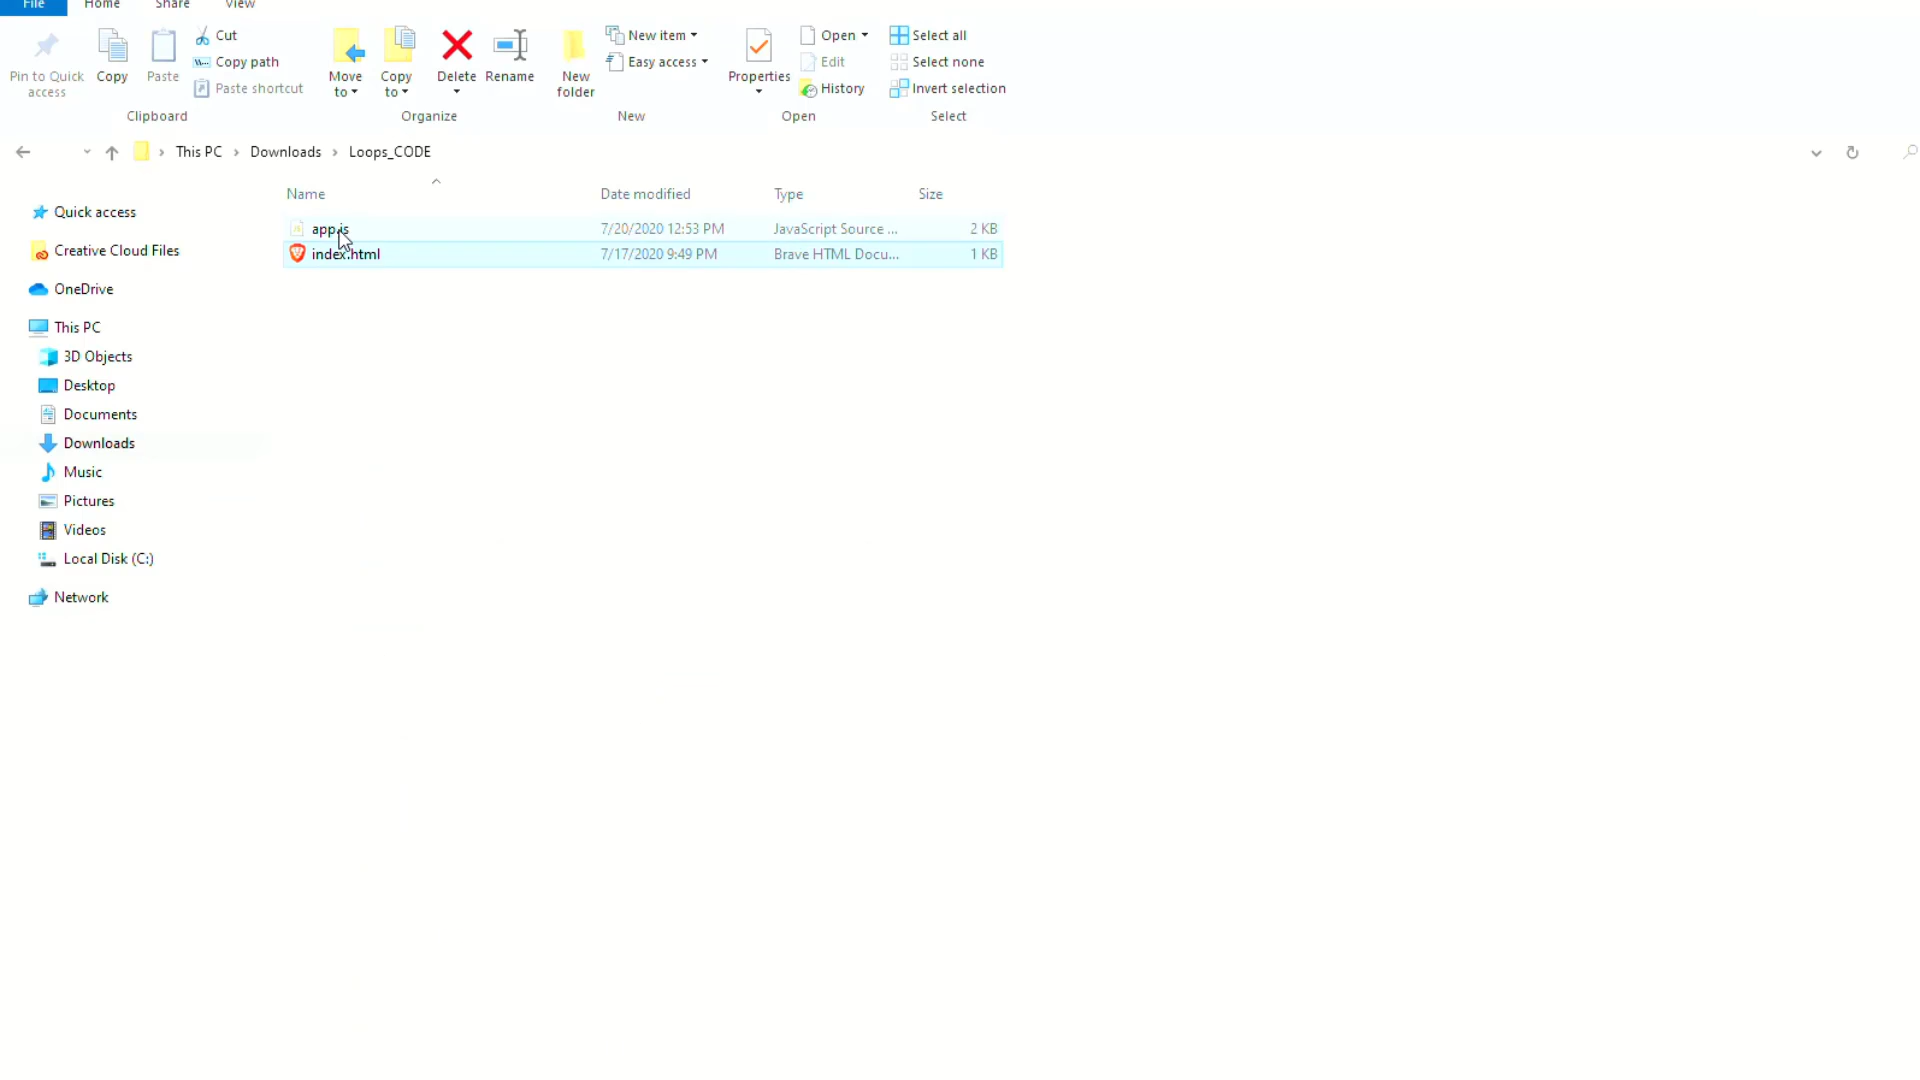 File Home Share View
Pin to Quick access
Copy
Paste
Cut
Copy path
Paste shortcut
Clipboard
Move to
Copy to
Delete
Rename
Organize
New folder
New item
Easy access
New
Properties
Open
Edit
History
Open
Select all
Select none
Invert selection
Select
This PC > Downloads > Loops_CODE
Name Date modified Type Size
app.js 7/20/2020 12:53 PM JavaScript Source ... 2 KB
index.html 7/17/2020 9:49 PM Brave HTML Docu... 1 KB
Quick access
Creative Cloud Files
OneDrive
This PC
3D Objects
Desktop
Documents
Downloads
Music
Pictures
Videos
Local Disk (C:)
Network